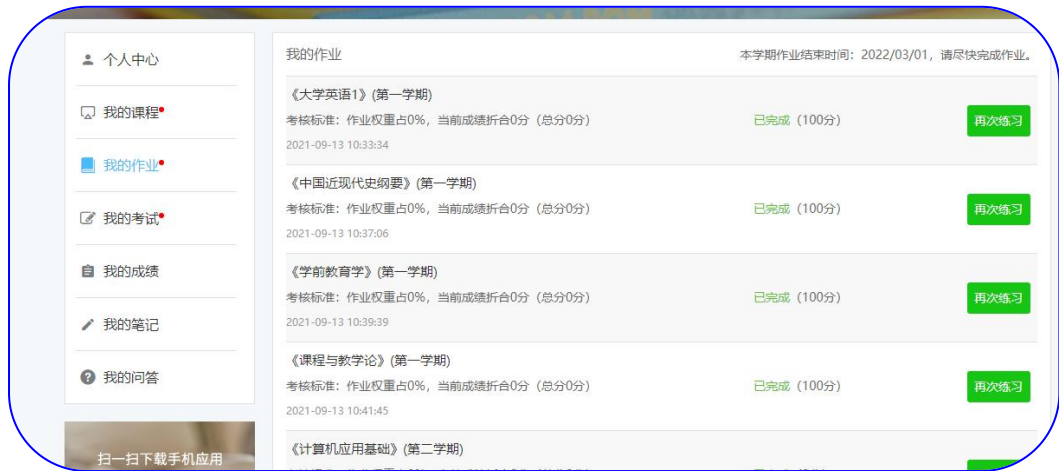 个人中心
我的课程
我的作业
我的考试
我的成绩
我的笔记
我的问答
扫一扫下载手机应用
我的作业
本学期作业结束时间：2022/03/01，请尽快完成作业。
《大学英语1》(第一学期)
考核标准：作业权重占0%，当前成绩折合0分（总分0分）
已完成（100分）
再次练习
2021-09-13 10:33:34
《中国近现代史纲要》(第一学期)
考核标准：作业权重占0%，当前成绩折合0分（总分0分）
已完成（100分）
再次练习
2021-09-13 10:37:06
《学前教育学》(第一学期)
考核标准：作业权重占0%，当前成绩折合0分（总分0分）
已完成（100分）
再次练习
2021-09-13 10:39:39
《课程与教学论》(第一学期)
考核标准：作业权重占0%，当前成绩折合0分（总分0分）
已完成（100分）
再次练习
2021-09-13 10:41:45
《计算机应用基础》(第二学期)